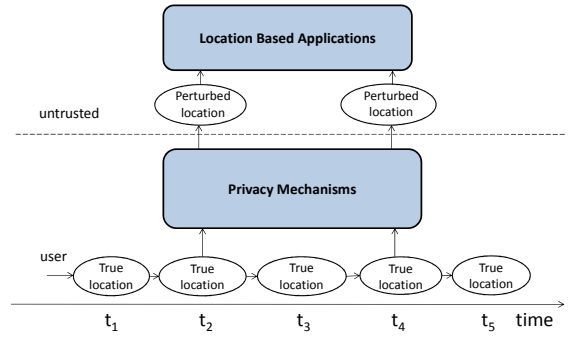 Location Based Applications
Perturbed location
Perturbed location
untrusted
Privacy Mechanisms
user
True location
True location
True location
True location
True location
t1 t2 t3 t4 t5 time